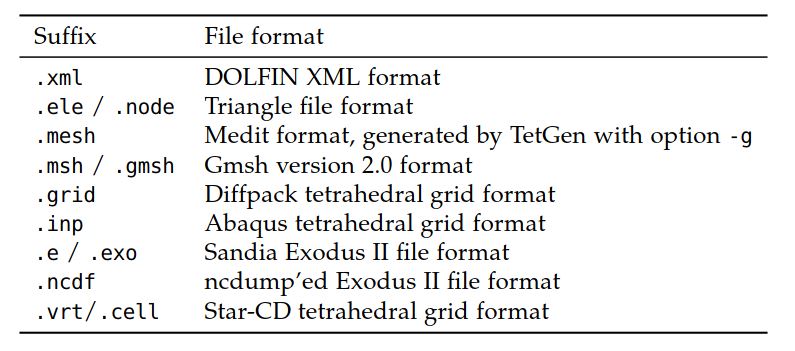 Suffix File format
.xml DOLFIN XML format
.ele / .node Triangle file format
.mesh Medit format, generated by TetGen with option -g
.msh / .gmsh Gmsh version 2.0 format
.grid Diffpack tetrahedral grid format
.inp Abaqus tetrahedral grid format
.e / .exo Sandia Exodus II file format
.ncdf ncdump’ed Exodus II file format
.vrt/.cell Star-CD tetrahedral grid format